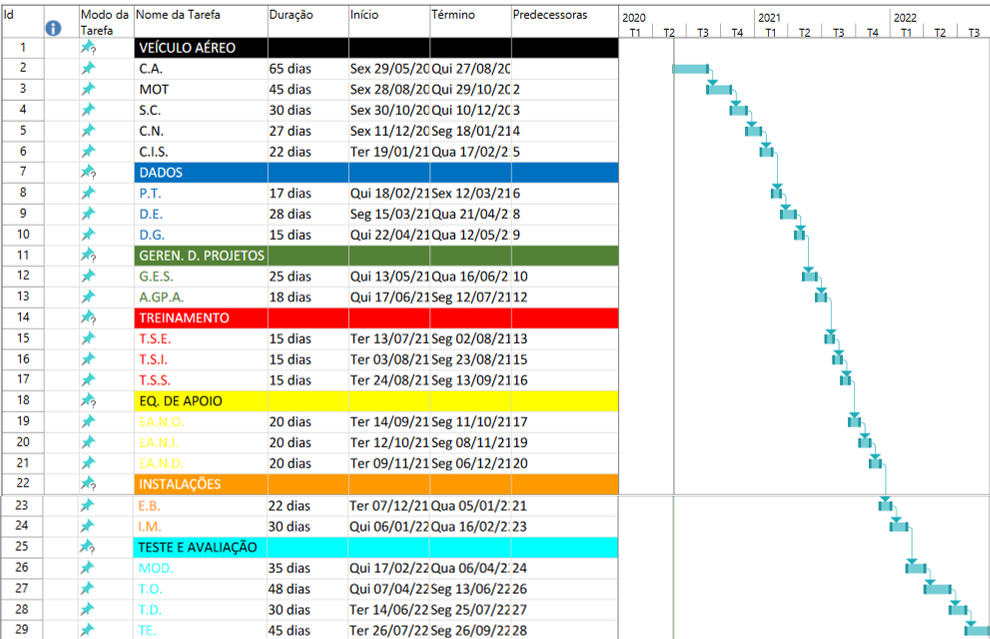 Id Modo da Tarefa Nome da Tarefa Duração Início Término Predecessoras 2020 2021 2022
T1 T2 T3 T4 T1 T2 T3 T4 T1 T2 T3
1 VEÍCULO AÉREO
2 C.A. 65 dias Sex 29/05/20 Qui 27/08/20
3 MOT 45 dias Sex 28/08/20 Qui 29/10/20 2
4 S.C. 30 dias Sex 30/10/20 Qui 10/12/20 3
5 C.N. 27 dias Sex 11/12/20 Seg 18/01/21 4
6 C.I.S. 22 dias Ter 19/01/21 Qua 17/02/2 5
7 DADOS
8 P.T. 17 dias Qui 18/02/21 Sex 12/03/21 6
9 D.E. 28 dias Seg 15/03/21 Qua 21/04/2 8
10 D.G. 15 dias Qui 22/04/21 Qua 12/05/2 9
11 GEREN. D. PROJETOS
12 G.E.S. 25 dias Qui 13/05/21 Qua 16/06/2 10
13 A.GP.A. 18 dias Qui 17/06/21 Seg 12/07/21 12
14 TREINAMENTO
15 T.S.E. 15 dias Ter 13/07/21 Seg 02/08/21 13
16 T.S.I. 15 dias Ter 03/08/21 Seg 23/08/21 15
17 T.S.S. 15 dias Ter 24/08/21 Seg 13/09/21 16
18 EQ. DE APOIO
19 EA.N.O. 20 dias Ter 14/09/21 Seg 11/10/21 17
20 EA.N.I. 20 dias Ter 12/10/21 Seg 08/11/21 19
21 EA.N.D. 20 dias Ter 09/11/21 Seg 06/12/21 20
22 INSTALAÇÕES
23 E.B. 22 dias Ter 07/12/21 Qua 05/01/2 21
24 I.M. 30 dias Qui 06/01/22 Qua 16/02/2 23
25 TESTE E AVALIAÇÃO
26 MOD. 35 dias Qui 17/02/22 Qua 06/04/2 24
27 T.O. 48 dias Qui 07/04/22 Seg 13/06/22 26
28 T.D. 30 dias Ter 14/06/22 Seg 25/07/22 27
29 TE. 45 dias Ter 26/07/22 Seg 26/09/22 28